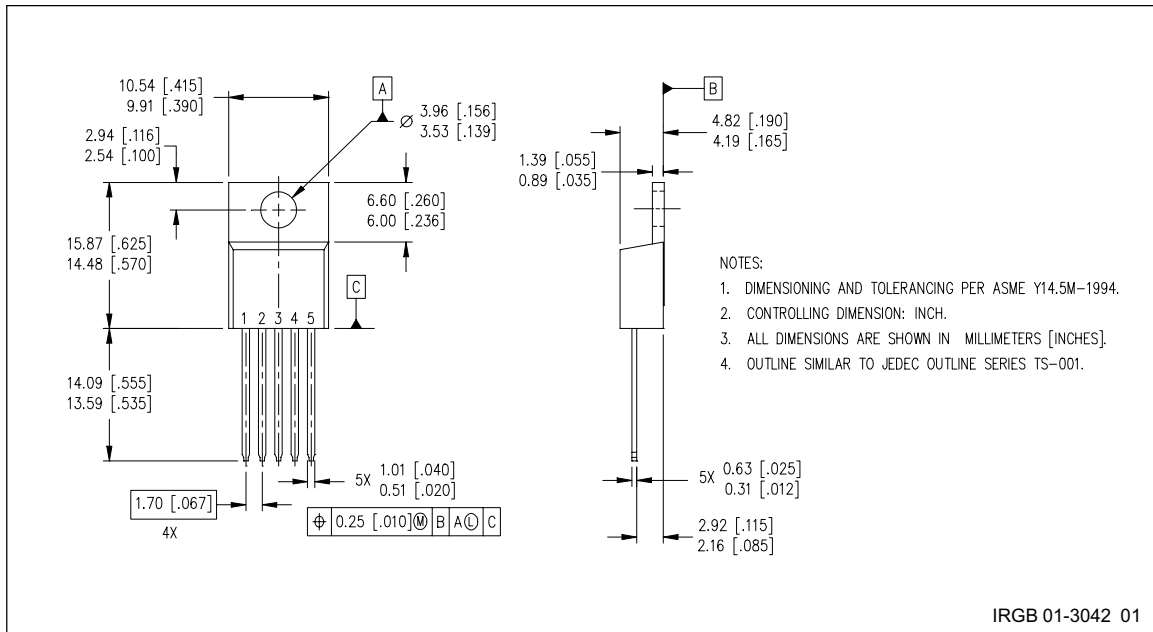 10.54 [.415]
9.91 [.390]
A
⌀ 3.96 [.156]
3.53 [.139]
2.94 [.116]
2.54 [.100]
6.60 [.260]
6.00 [.236]
15.87 [.625]
14.48 [.570]
C
1 2 3 4 5
14.09 [.555]
13.59 [.535]
5X 1.01 [.040]
0.51 [.020]
1.70 [.067]
4X
⌖ 0.25 [.010]Ⓜ B AⓁ C
B
4.82 [.190]
4.19 [.165]
1.39 [.055]
0.89 [.035]
5X 0.63 [.025]
0.31 [.012]
2.92 [.115]
2.16 [.085]
NOTES:
1. DIMENSIONING AND TOLERANCING PER ASME Y14.5M-1994.
2. CONTROLLING DIMENSION: INCH.
3. ALL DIMENSIONS ARE SHOWN IN MILLIMETERS [INCHES].
4. OUTLINE SIMILAR TO JEDEC OUTLINE SERIES TS-001.
IRGB 01-3042 01